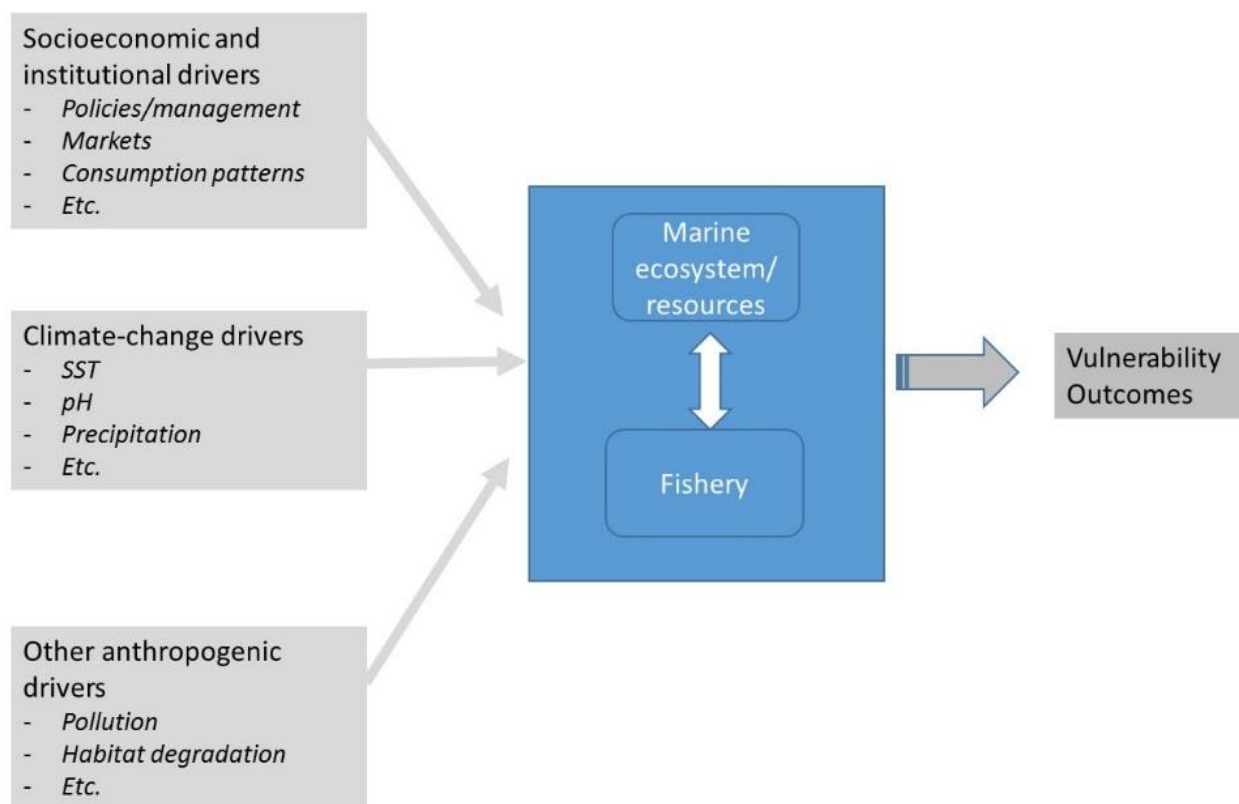 Socioeconomic and
institutional drivers
- Policies/management
- Markets
- Consumption patterns
- Etc.
Climate-change drivers
- SST
- pH
- Precipitation
- Etc.
Other anthropogenic
drivers
- Pollution
- Habitat degradation
- Etc.
Marine
ecosystem/
resources
Fishery
Vulnerability
Outcomes